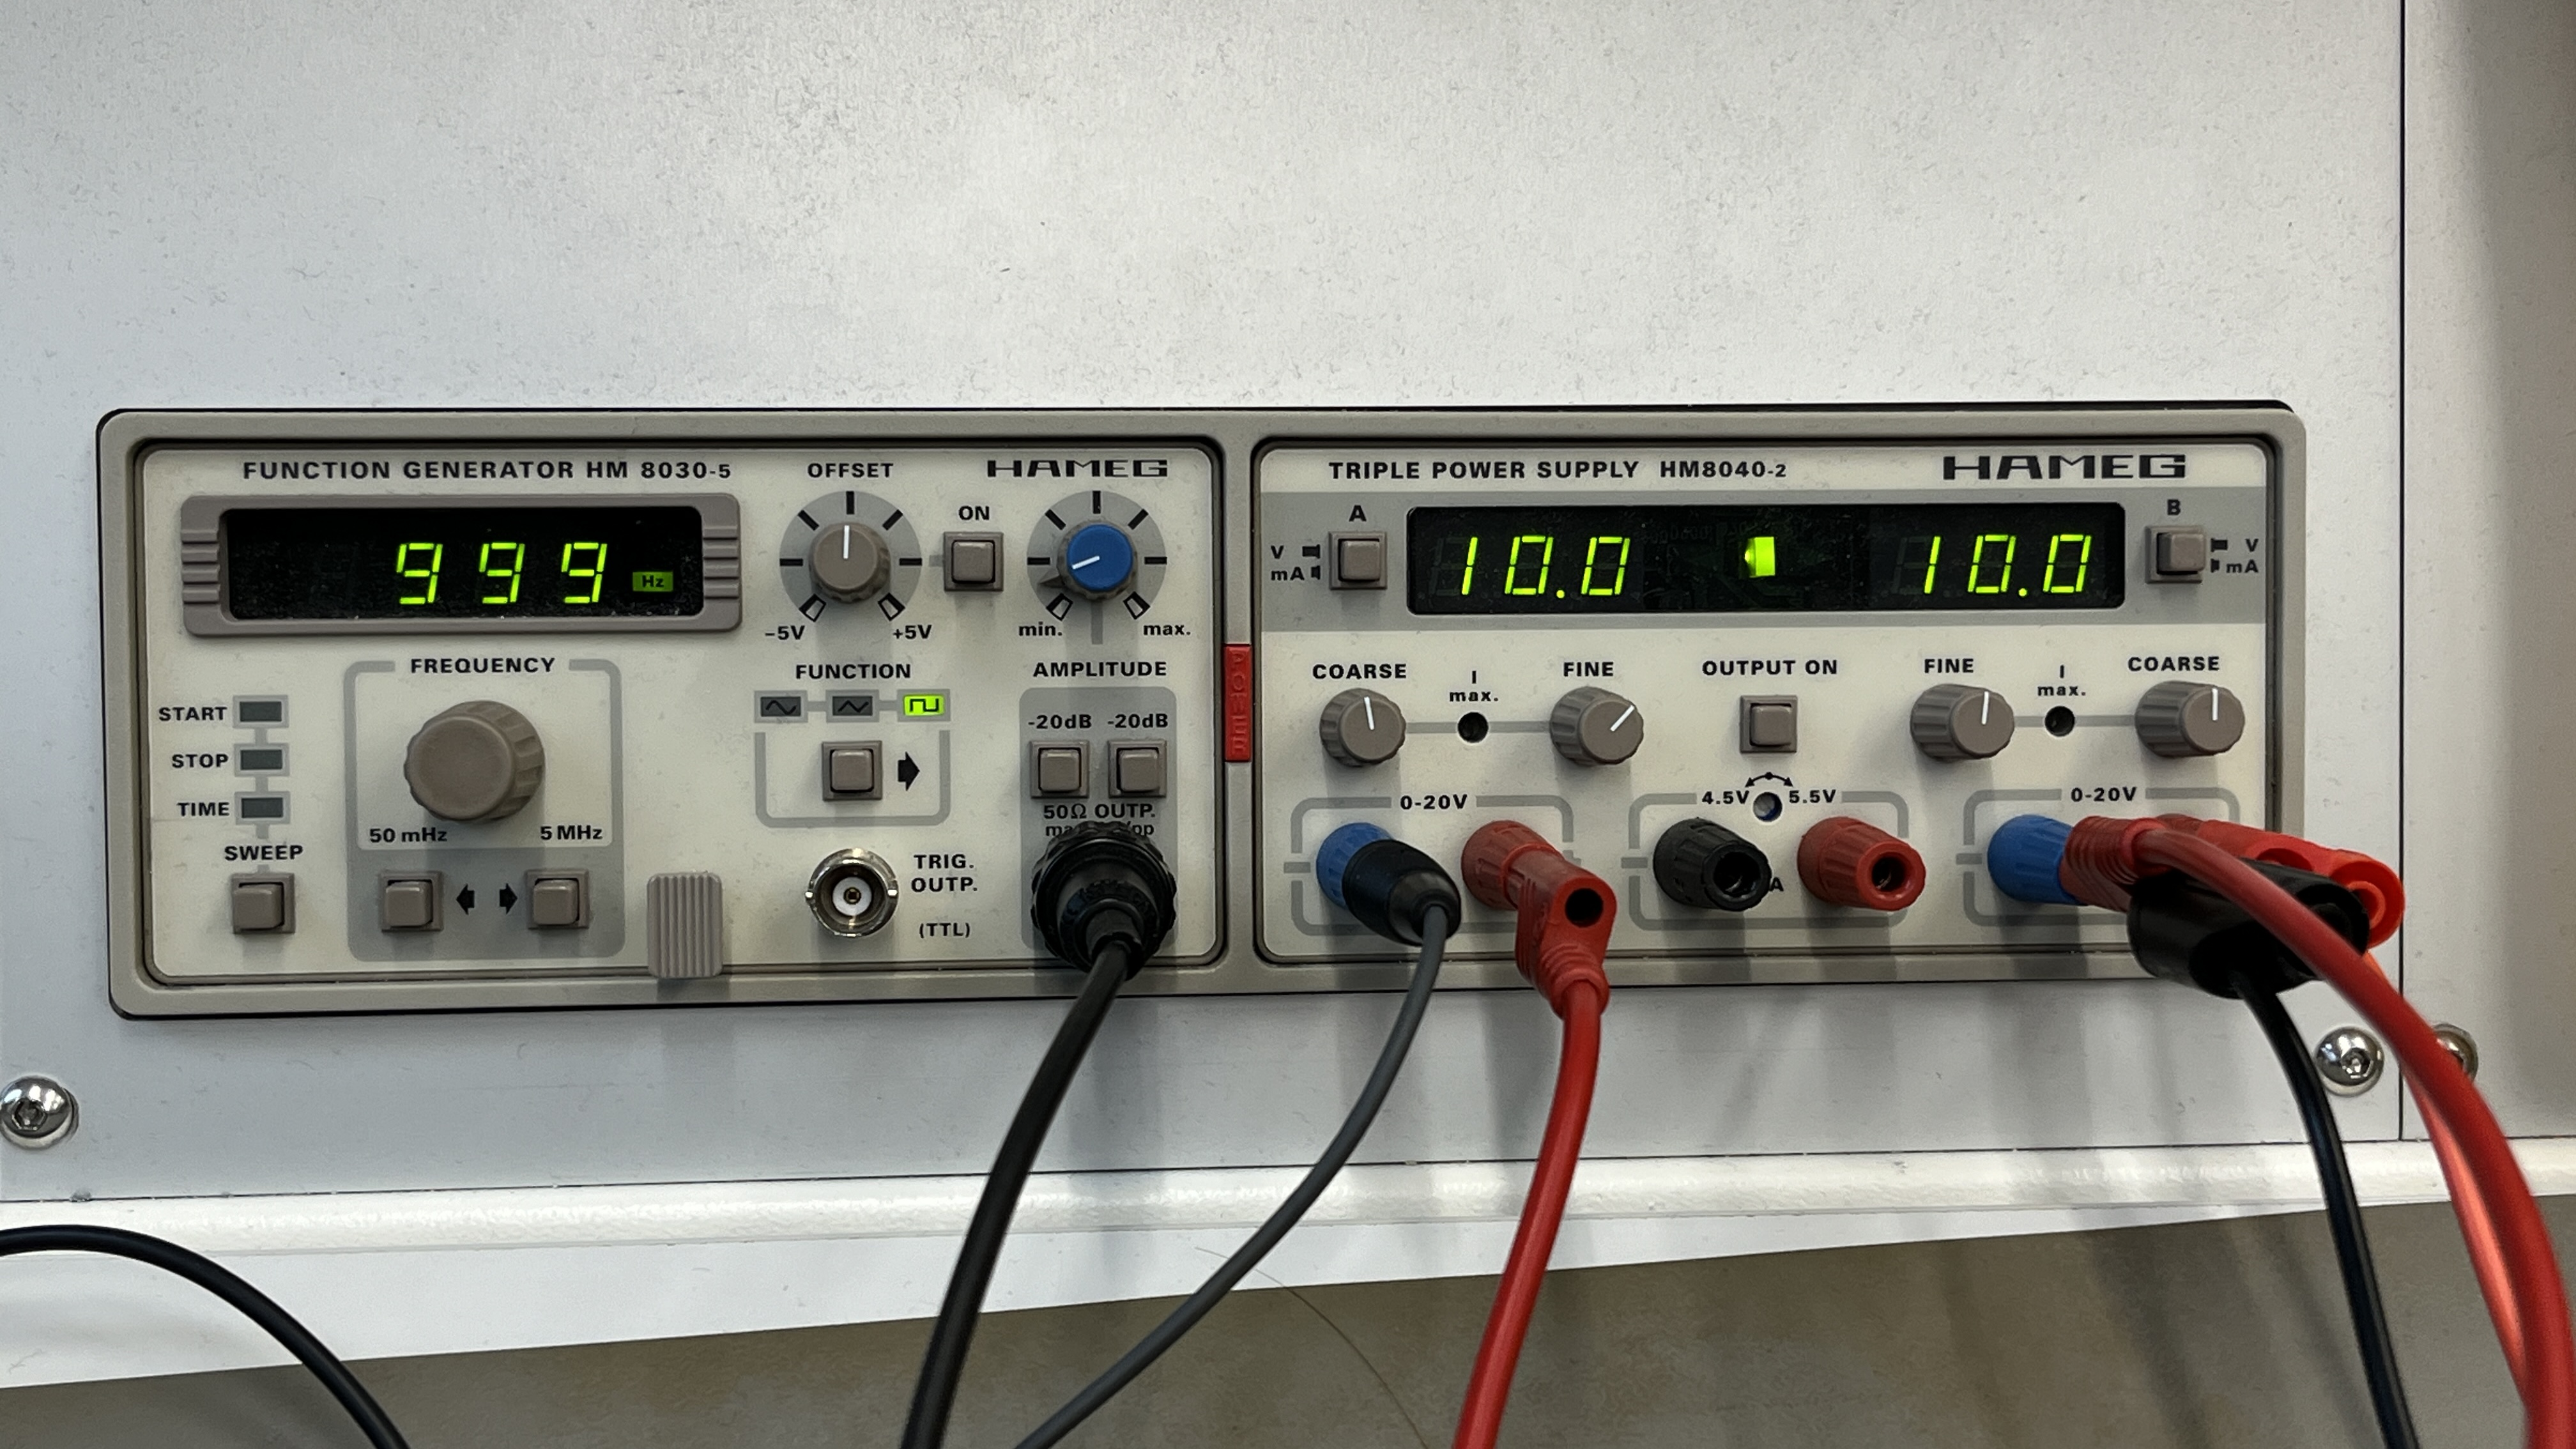 FUNCTION GENERATOR HM 8030-5
OFFSET
HAMEG
ON
999
Hz
-5V
+5V
min.
max.
FREQUENCY
FUNCTION
AMPLITUDE
START
STOP
TIME
SWEEP
50 mHz
5 MHz
-20dB
-20dB
50Ω OUTP.
TRIG.
OUTP.
(TTL)
POWER
TRIPLE POWER SUPPLY HM8040-2
HAMEG
A
B
V
mA
10.0
10.0
V
mA
COARSE
I
max.
FINE
OUTPUT ON
FINE
I
max.
COARSE
0-20V
4.5V
5.5V
0-20V
A